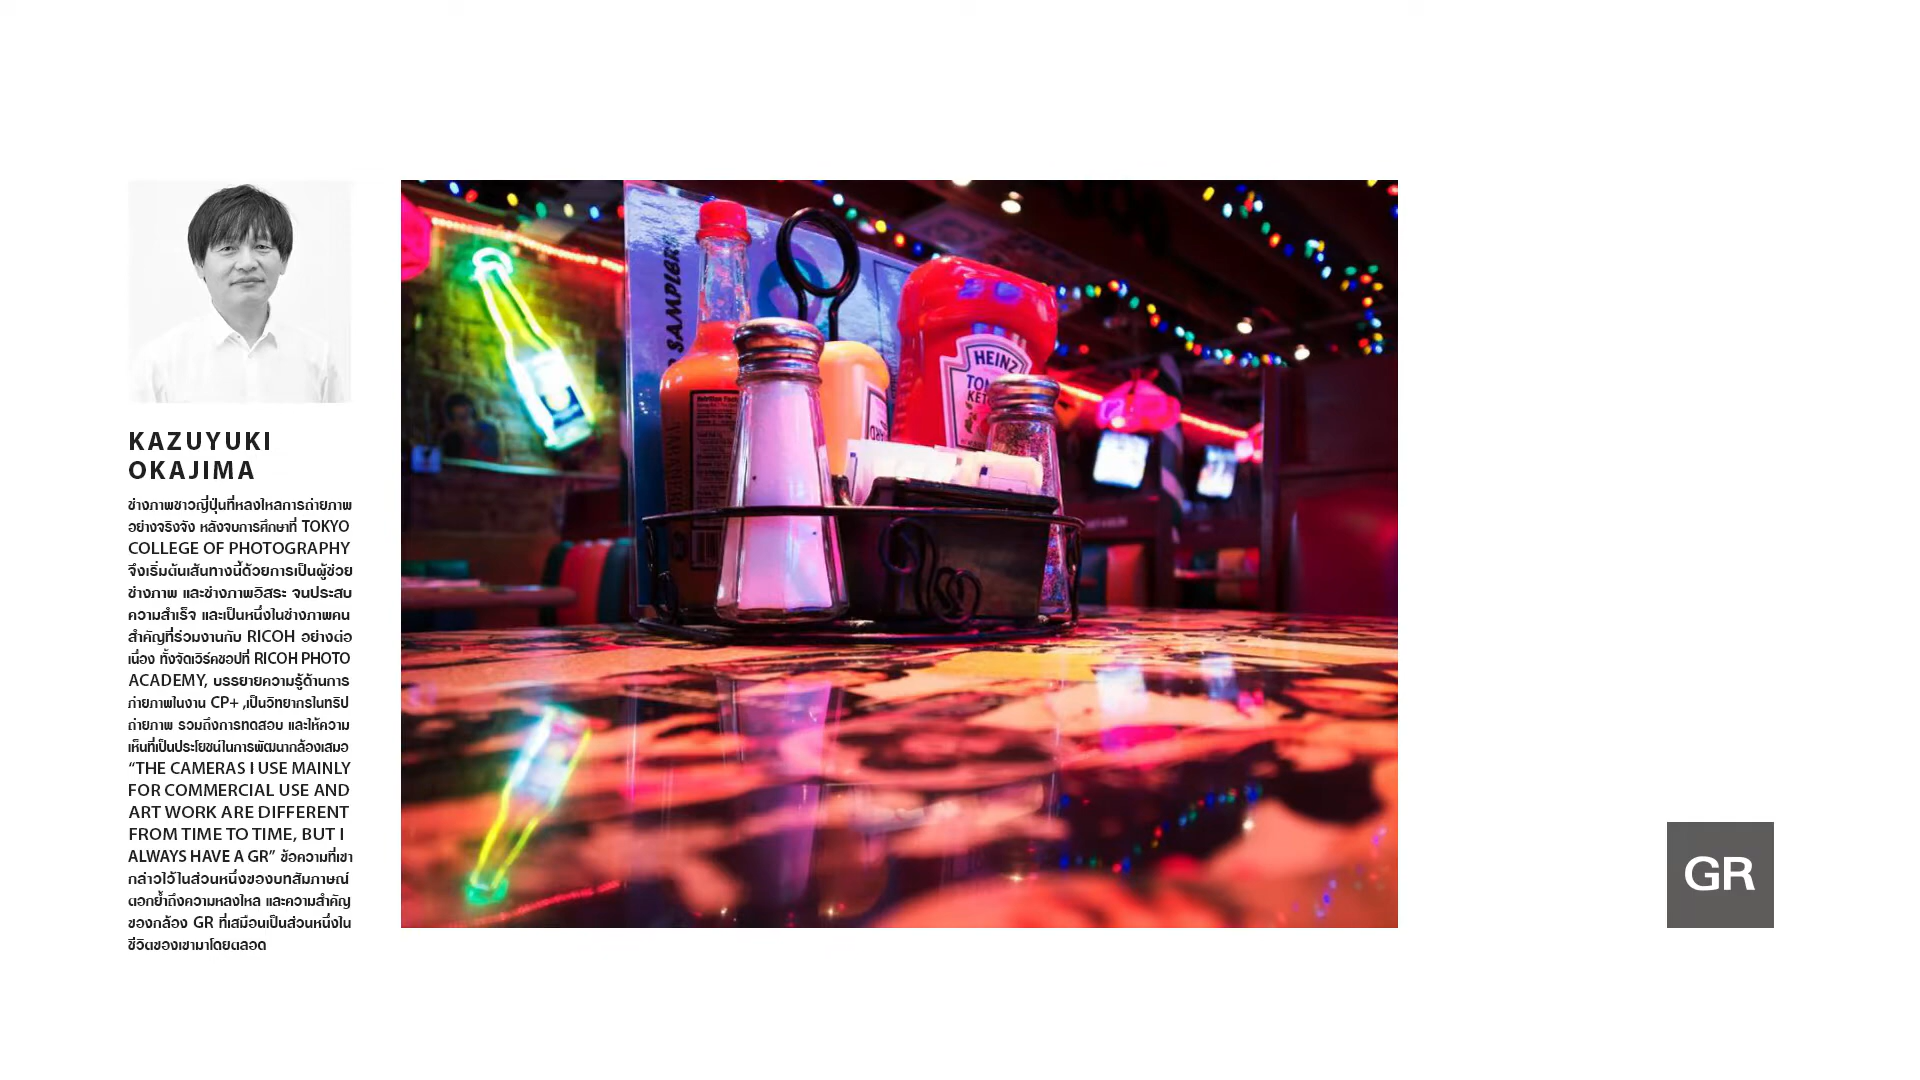 KAZUYUKI
OKAJIMA
ช่างภาพชาวญี่ปุ่นที่หลงใหลการถ่ายภาพ
อย่างจริงจัง หลังจบการศึกษาที่ TOKYO
COLLEGE OF PHOTOGRAPHY
จึงเริ่มต้นเส้นทางนี้ด้วยการเป็นผู้ช่วย
ช่างภาพ และช่างภาพอิสระ จนประสบ
ความสำเร็จ และเป็นหนึ่งในช่างภาพคน
สำคัญที่ร่วมงานกับ RICOH อย่างต่อ
เนื่อง ทั้งจัดเวิร์คชอปที่ RICOH PHOTO
ACADEMY, บรรยายความรู้ด้านการ
ภ่ายภาพในงาน CP+ ,เป็นวิทยากรในทริป
ถ่ายภาพ รวมถึงการทดสอบ และให้ความ
เห็นที่เป็นประโยชน์ในการพัฒนากล้องเสมอ
“THE CAMERAS I USE MAINLY
FOR COMMERCIAL USE AND
ART WORK ARE DIFFERENT
FROM TIME TO TIME, BUT I
ALWAYS HAVE A GR” ข้อความที่เขา
กล่าวไว้ในส่วนหนึ่งของบทสัมภาษณ์
ตอกย้ำถึงความหลงใหล และความสำคัญ
ของกล้อง GR ที่เสมือนเป็นส่วนหนึ่งใน
ชีวิตของเขามาโดยตลอด
SAMPLER
HEINZ
Nutrition Facts
GR